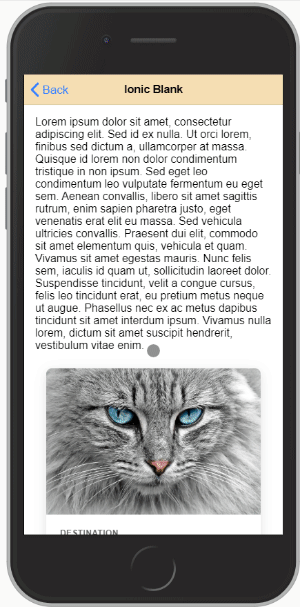 Back
Ionic Blank
Lorem ipsum dolor sit amet, consectetur
adipiscing elit. Sed id ex nulla. Ut orci lorem,
finibus sed dictum a, ullamcorper at massa.
Quisque id lorem non dolor condimentum
tristique in non ipsum. Sed eget leo
condimentum leo vulputate fermentum eu eget
sem. Aenean convallis, libero sit amet sagittis
rutrum, enim sapien pharetra justo, eget
venenatis erat elit eu massa. Sed vehicula
ultricies convallis. Praesent dui elit, commodo
sit amet elementum quis, vehicula et quam.
Vivamus sit amet egestas mauris. Nunc felis
sem, iaculis id quam ut, sollicitudin laoreet dolor.
Suspendisse tincidunt, velit a congue cursus,
felis leo tincidunt erat, eu pretium metus neque
ut augue. Phasellus nec ex ac metus dapibus
tincidunt sit amet interdum ipsum. Vivamus nulla
lorem, dictum sit amet suscipit hendrerit,
vestibulum vitae enim.
DESTINATION